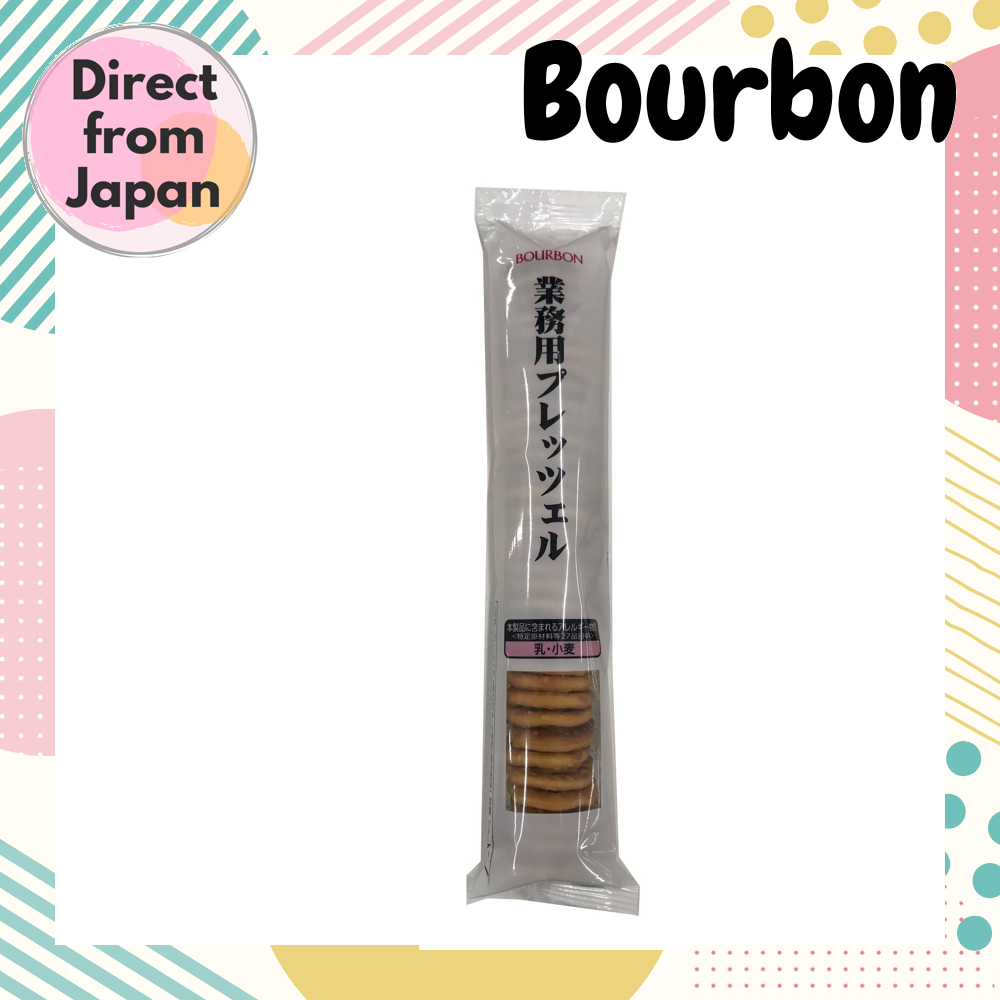 Direct
from
Japan
Bourbon
BOURBON
業務用プレッツェル
本製品に含まれるアレルギー物質
<特定原材料等27品目中>
乳・小麦